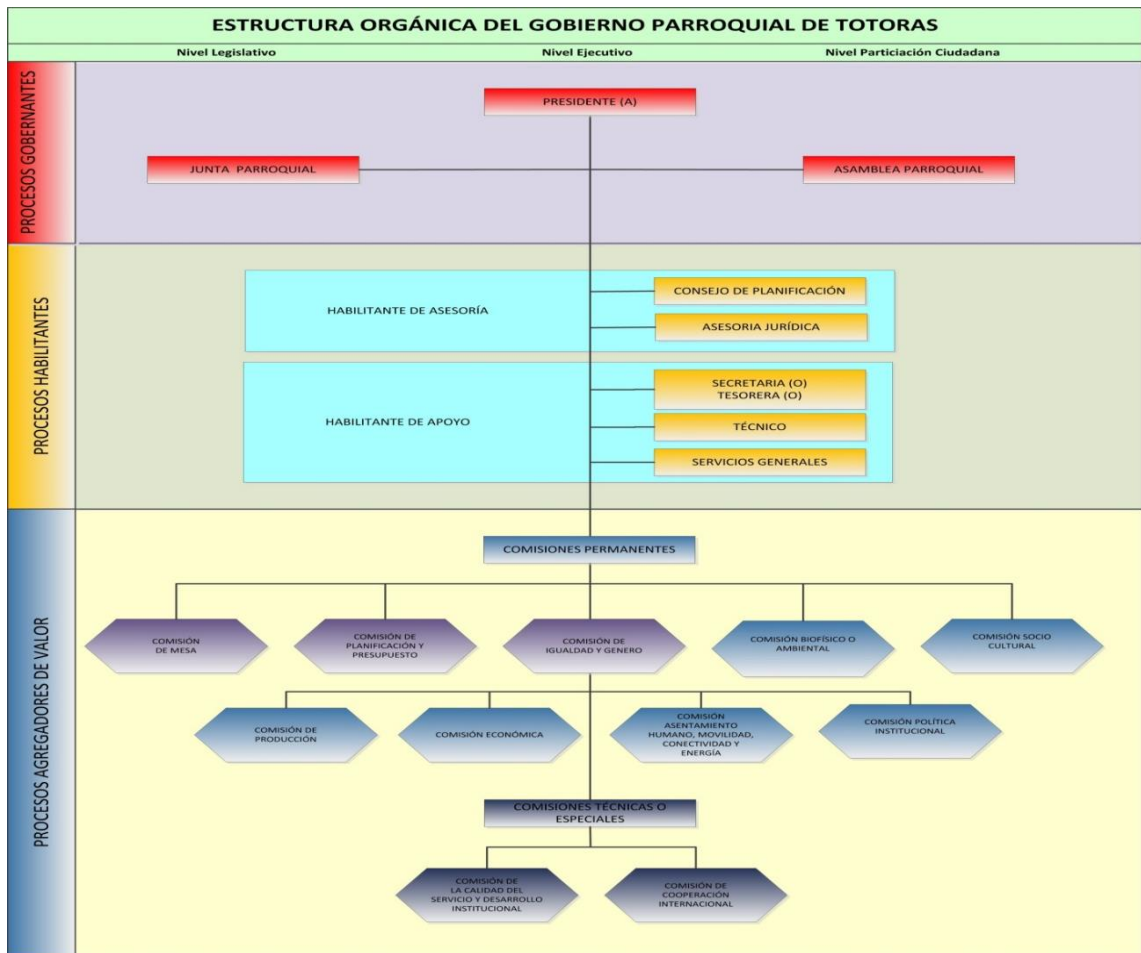 ESTRUCTURA ORGÁNICA DEL GOBIERNO PARROQUIAL DE TOTORAS
Nivel Legislativo
Nivel Ejecutivo
Nivel Particiación Ciudadana
PROCESOS GOBERNANTES
PRESIDENTE (A)
JUNTA PARROQUIAL
ASAMBLEA PARROQUIAL
PROCESOS HABILITANTES
HABILITANTE DE ASESORÍA
CONSEJO DE PLANIFICACIÓN
ASESORIA JURÍDICA
HABILITANTE DE APOYO
SECRETARIA (O)
TESORERA (O)
TÉCNICO
SERVICIOS GENERALES
PROCESOS AGREGADORES DE VALOR
COMISIONES PERMANENTES
COMISIÓN
DE MESA
COMISIÓN DE
PLANIFICACIÓN Y
PRESUPUESTO
COMISIÓN DE
IGUALDAD Y GENERO
COMISIÓN BIOFÍSICO O
AMBIENTAL
COMISIÓN SOCIO
CULTURAL
COMISIÓN DE
PRODUCCIÓN
COMISIÓN ECONÓMICA
COMISIÓN
ASENTAMIENTO
HUMANO, MOVILIDAD,
CONECTIVIDAD Y
ENERGÍA
COMISIÓN POLÍTICA
INSTITUCIONAL
COMISIONES TÉCNICAS O
ESPECIALES
COMISIÓN DE
LA CALIDAD DEL
SERVICIO Y DESARROLLO
INSTITUCIONAL
COMISIÓN DE
COOPERACIÓN
INTERNACIONAL